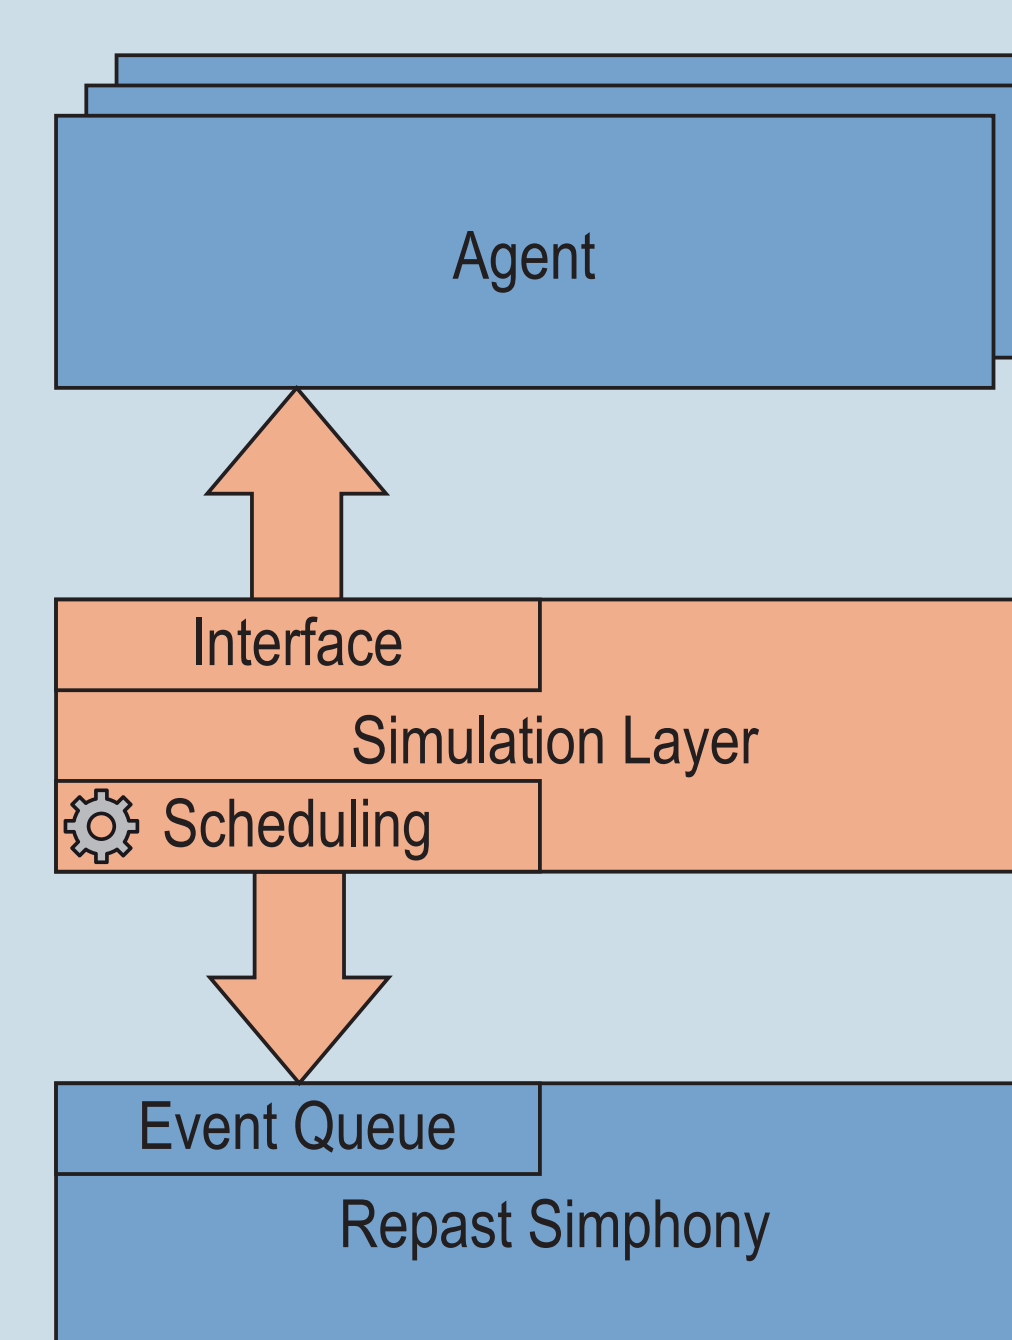 Agent
Interface
Simulation Layer
Scheduling
Event Queue
Repast Simphony